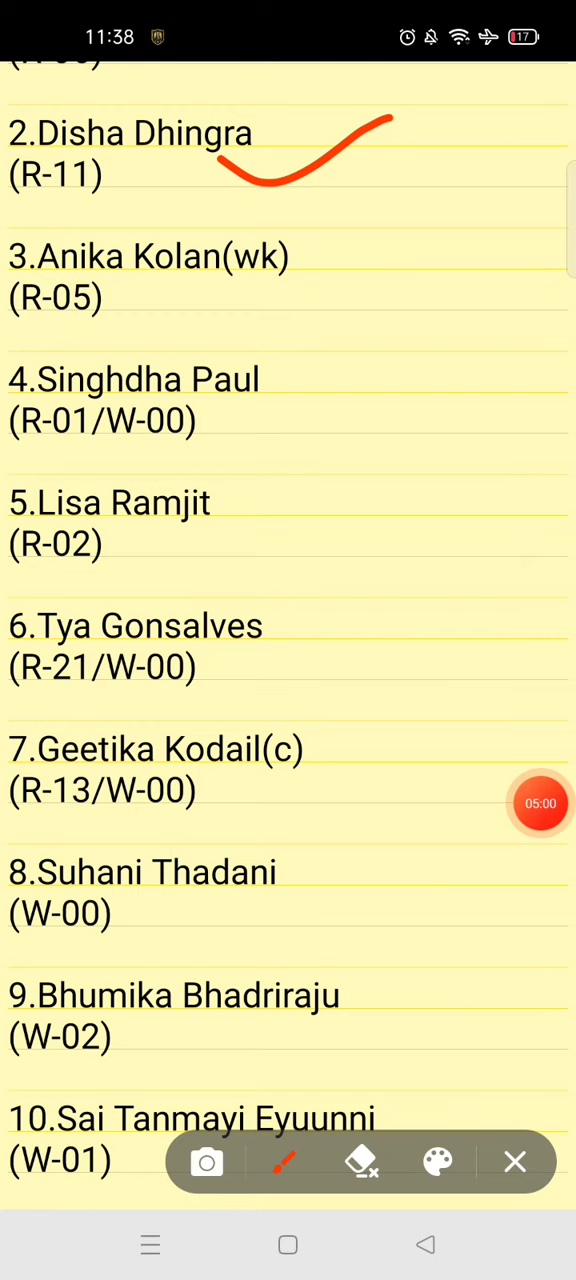 11:38
17
2.Disha Dhingra
(R-11)
3.Anika Kolan(wk)
(R-05)
4.Singhdha Paul
(R-01/W-00)
5.Lisa Ramjit
(R-02)
6.Tya Gonsalves
(R-21/W-00)
7.Geetika Kodail(c)
(R-13/W-00)
05:00
8.Suhani Thadani
(W-00)
9.Bhumika Bhadriraju
(W-02)
10.Sai Tanmayi Eyuunni
(W-01)